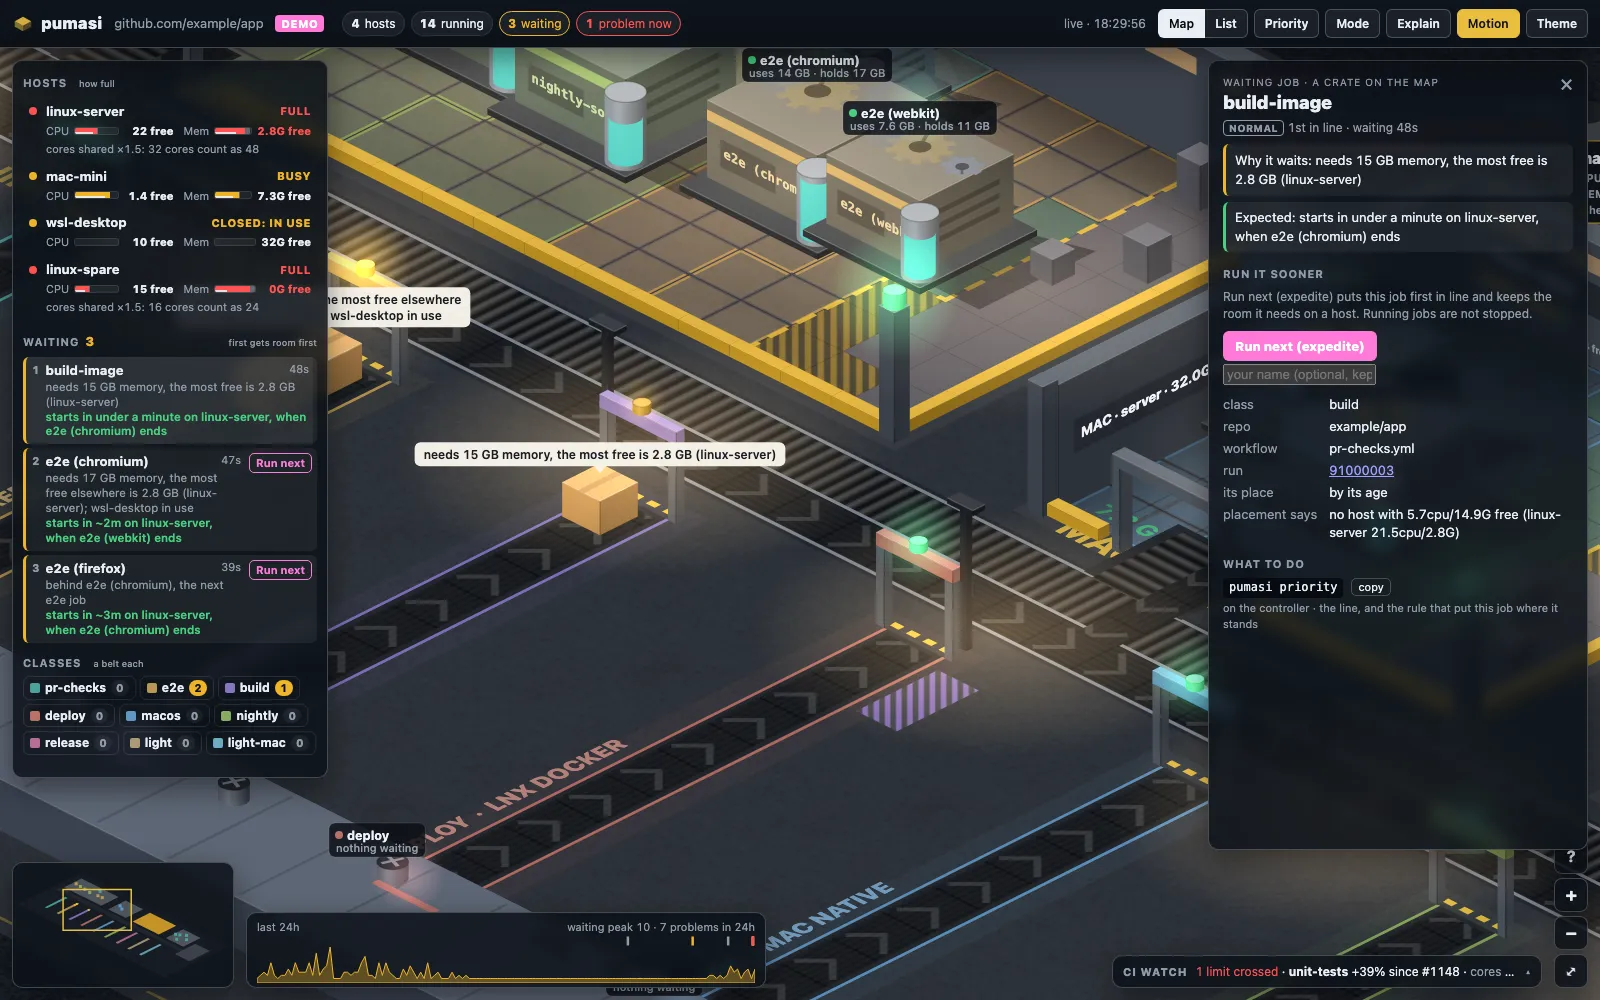 pumasi github.com/example/app DEMO 4 hosts 14 running 3 waiting 1 problem now live · 18:29:56 Map List Priority Mode Explain Motion Theme
HOSTS how full
linux-server FULL
CPU 22 free Mem 2.8G free
cores shared ×1.5: 32 cores count as 48
mac-mini BUSY
CPU 1.4 free Mem 7.3G free
wsl-desktop CLOSED: IN USE
CPU 10 free Mem 32G free
linux-spare FULL
CPU 15 free Mem 0G free
cores shared ×1.5: 16 cores count as 24
WAITING 3 first gets room first
1 build-image 48s
needs 15 GB memory, the most free is 2.8 GB
(linux-server)
starts in under a minute on linux-server, when
e2e (chromium) ends
2 e2e (chromium) 47s Run next
needs 17 GB memory, the most
free elsewhere is 2.8 GB (linux-
server); wsl-desktop in use
starts in ~2m on linux-server,
when e2e (webkit) ends
3 e2e (firefox) 39s Run next
behind e2e (chromium), the next
e2e job
starts in ~3m on linux-server,
when e2e (chromium) ends
CLASSES a belt each
pr-checks 0 e2e 2 build 1
deploy 0 macos 0 nightly 0
release 0 light 0 light-mac 0
e2e (chromium)
uses 14 GB · holds 17 GB
e2e (webkit)
uses 7.6 GB · holds 11 GB
nightly-so
e2e (chrom
e2e (webl
most free elsewhere
wsl-desktop in use
needs 15 GB memory, the most free is 2.8 GB (linux-server)
MAC · server · 32.0G
LOY · LNX DOCKER
MAC NATIVE
deploy
nothing waiting
nothing waiting
last 24h waiting peak 10 · 7 problems in 24h
WAITING JOB · A CRATE ON THE MAP
build-image
NORMAL 1st in line · waiting 48s
Why it waits: needs 15 GB memory, the most free is
2.8 GB (linux-server)
Expected: starts in under a minute on linux-server,
when e2e (chromium) ends
RUN IT SOONER
Run next (expedite) puts this job first in line and keeps the
room it needs on a host. Running jobs are not stopped.
Run next (expedite)
your name (optional, kep
class build
repo example/app
workflow pr-checks.yml
run 91000003
its place by its age
placement says no host with 5.7cpu/14.9G free (linux-
server 21.5cpu/2.8G)
WHAT TO DO
pumasi priority copy
on the controller · the line, and the rule that put this job where it
stands
?
+
−
CI WATCH 1 limit crossed · unit-tests +39% since #1148 · cores ...